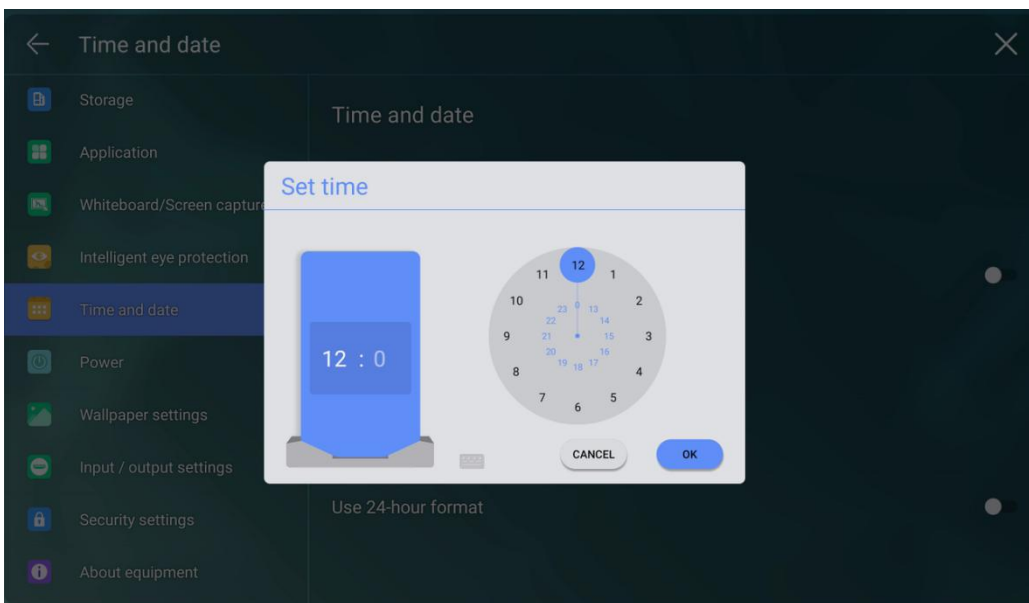 Time and date
Storage
Application
Whiteboard/Screen capture
Intelligent eye protection
Time and date
Power
Wallpaper settings
Input / output settings
Security settings
About equipment
Time and date
Set time
12 : 0
12
1
2
3
4
5
6
7
8
9
10
11
0
13
14
15
16
17
18
19
20
21
22
23
CANCEL
OK
Use 24-hour format